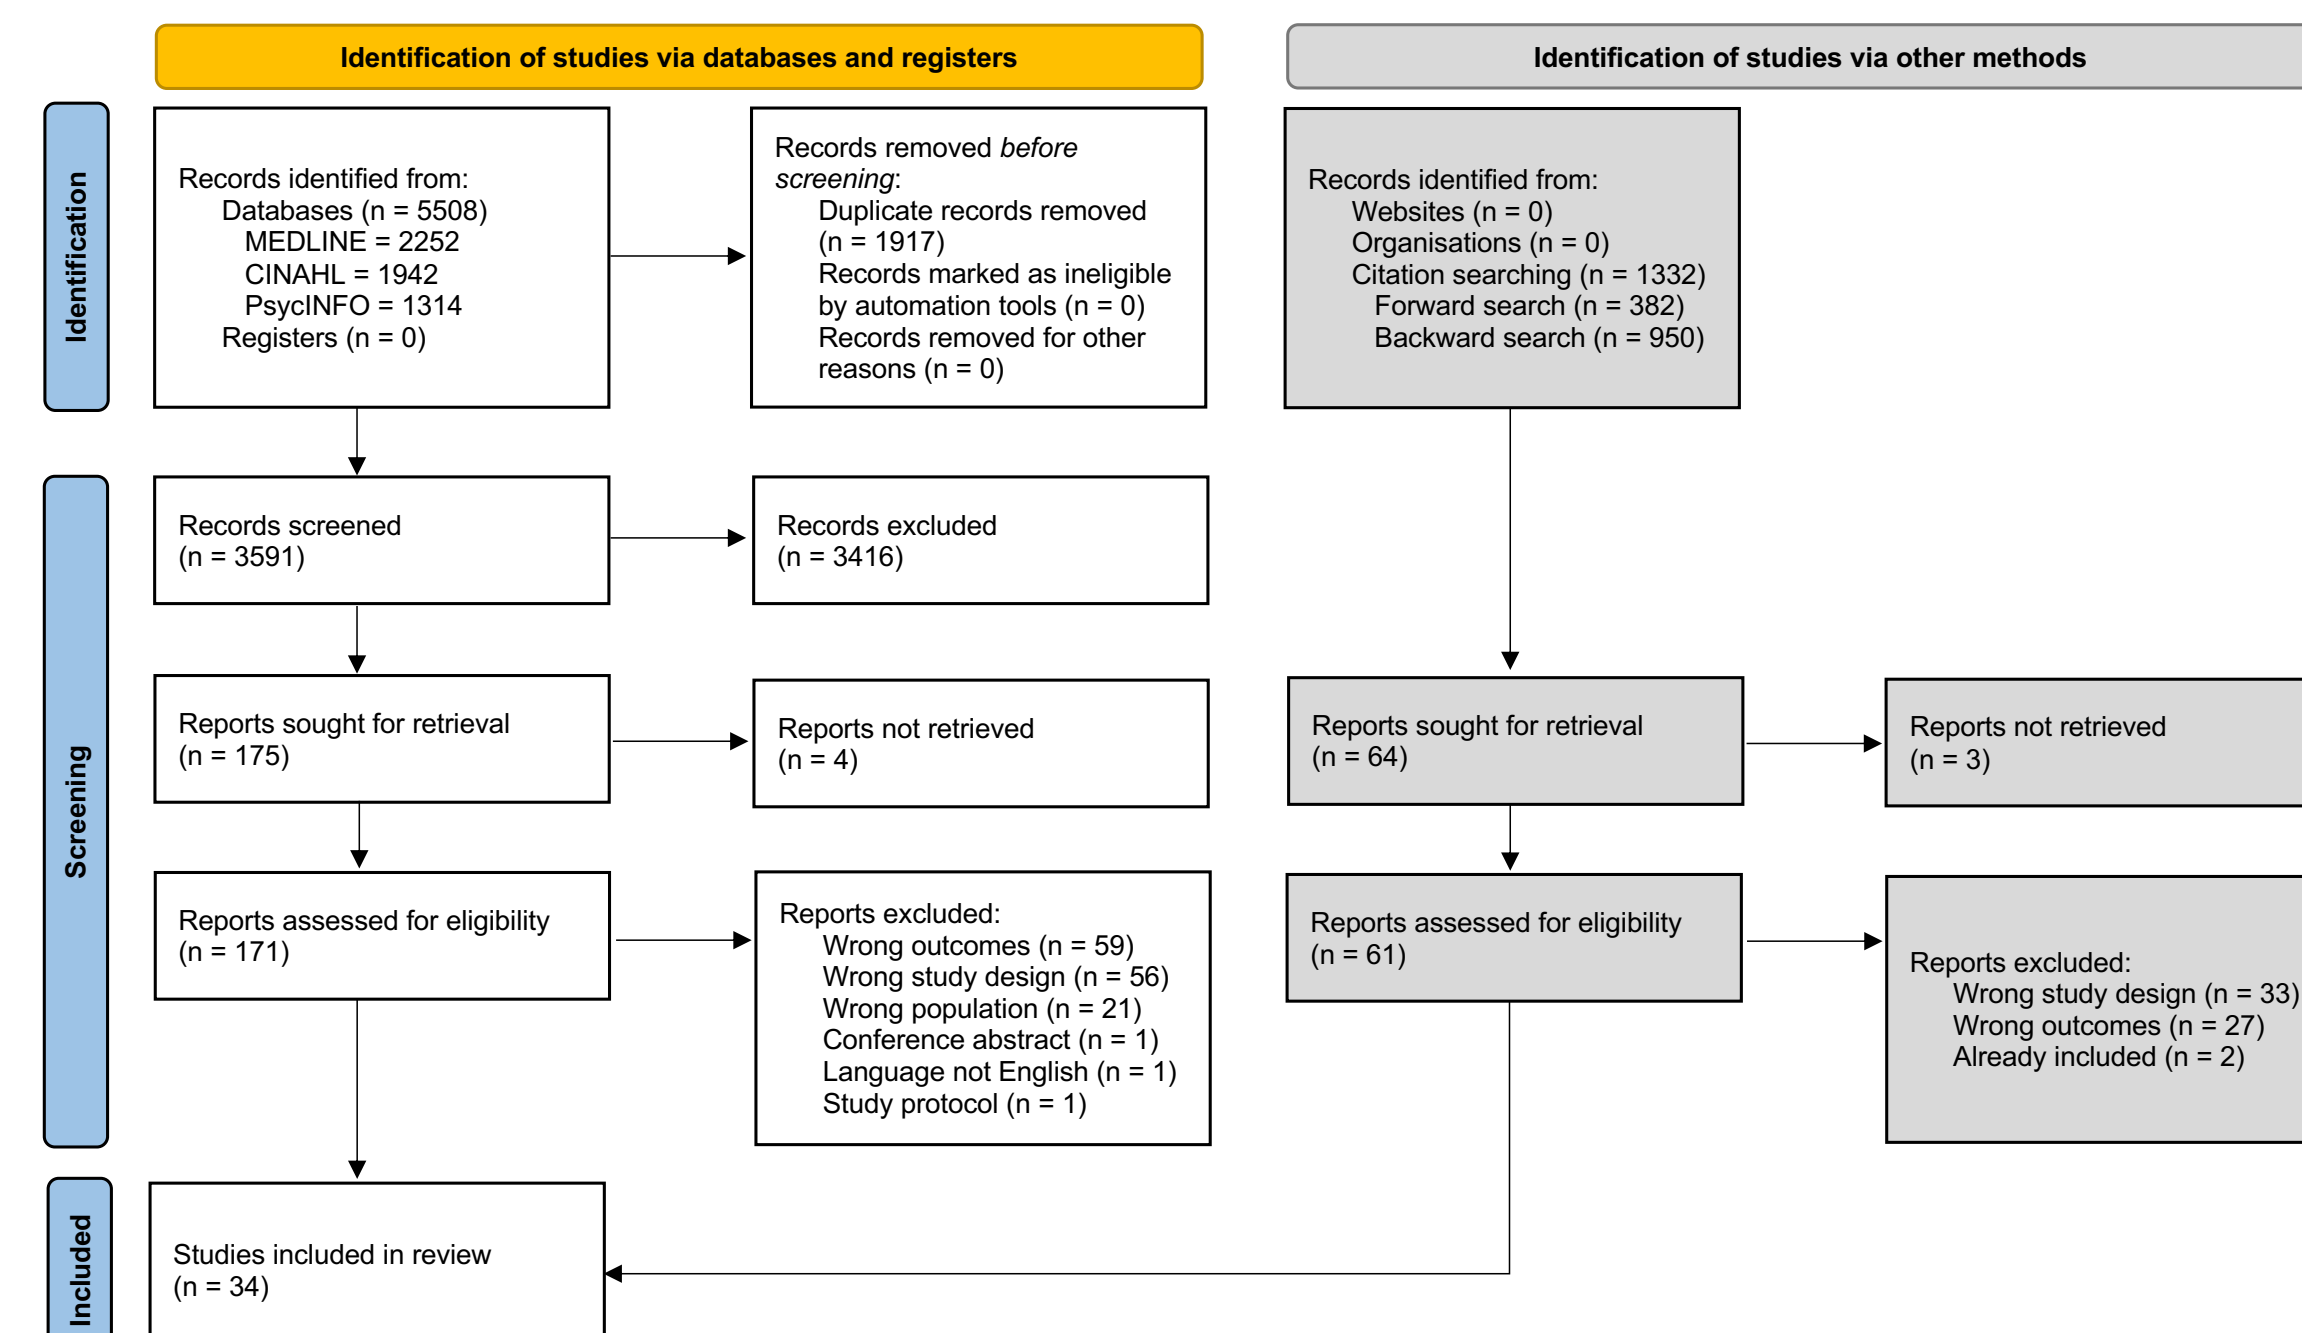 Identification of studies via databases and registers
Identification of studies via other methods
Identification
Records identified from:
Databases (n = 5508)
MEDLINE = 2252
CINAHL = 1942
PsycINFO = 1314
Registers (n = 0)
Records removed before
screening:
Duplicate records removed
(n = 1917)
Records marked as ineligible
by automation tools (n = 0)
Records removed for other
reasons (n = 0)
Records identified from:
Websites (n = 0)
Organisations (n = 0)
Citation searching (n = 1332)
Forward search (n = 382)
Backward search (n = 950)
Screening
Records screened
(n = 3591)
Records excluded
(n = 3416)
Reports sought for retrieval
(n = 175)
Reports not retrieved
(n = 4)
Reports sought for retrieval
(n = 64)
Reports not retrieved
(n = 3)
Reports assessed for eligibility
(n = 171)
Reports excluded:
Wrong outcomes (n = 59)
Wrong study design (n = 56)
Wrong population (n = 21)
Conference abstract (n = 1)
Language not English (n = 1)
Study protocol (n = 1)
Reports assessed for eligibility
(n = 61)
Reports excluded:
Wrong study design (n = 33)
Wrong outcomes (n = 27)
Already included (n = 2)
Included
Studies included in review
(n = 34)